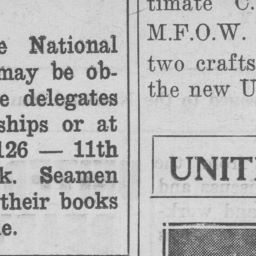 e National
may be ob-
e delegates
ships or at
126 — 11th
k. Seamen
their books
e.
timate C.
M.F.O.W.
two crafts
the new U
UNIT